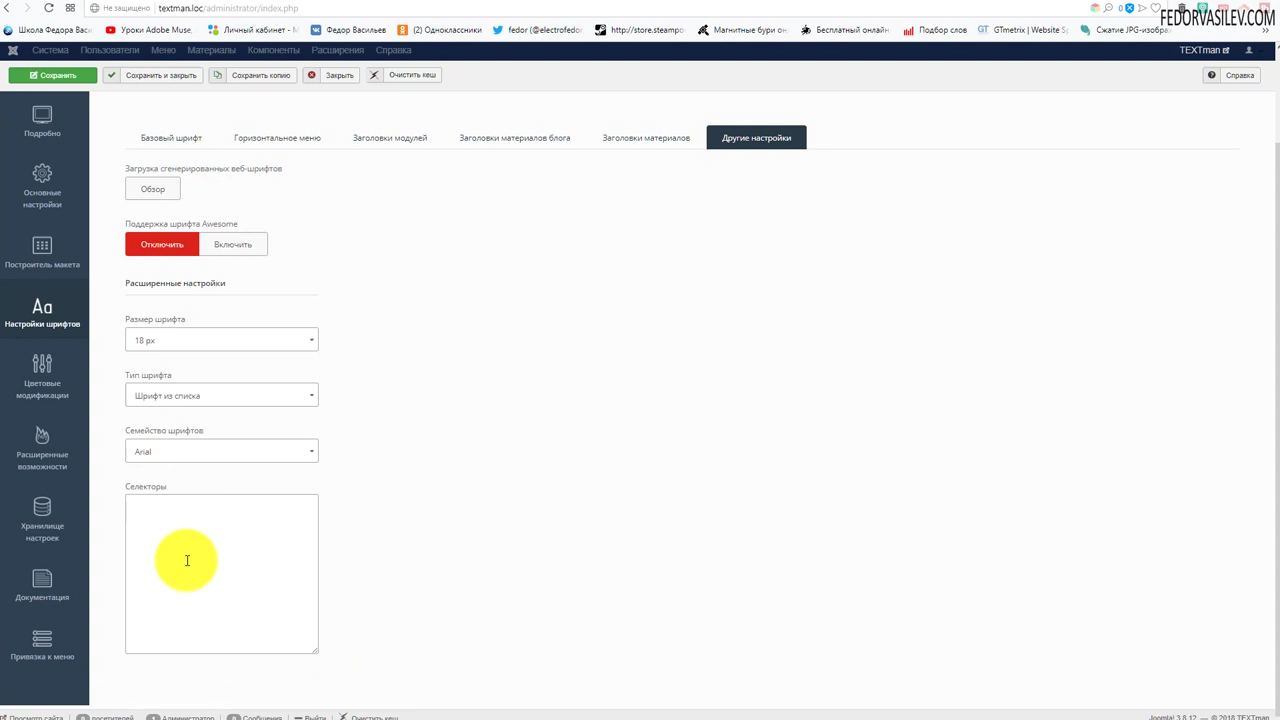 Не защищено
textman.loc/administrator/index.php
FEDORVASILEV.COM
Школа Федора Васи
Уроки Adobe Muse,
Личный кабинет - Т
Федор Васильев
(2) Одноклассники
fedor (@electrofedor
http://store.steampo
Магнитные бури он
Бесплатный онлайн
Подбор слов
GTmetrix | Website S
Сжатие JPG-изобра
Система
Пользователи
Меню
Материалы
Компоненты
Расширения
Справка
TEXTman
Сохранить
Сохранить и закрыть
Сохранить копию
Закрыть
Очистить кеш
Справка
Подробно
Основные
настройки
Построитель макета
Aa
Настройки шрифтов
Цветовые
модификации
Расширенные
возможности
Хранилище
настроек
Документация
Привязка к меню
Базовый шрифт
Горизонтальное меню
Заголовки модулей
Заголовки материалов блога
Заголовки материалов
Другие настройки
Загрузка сгенерированных веб-шрифтов
Обзор
Поддержка шрифта Awesome
Отключить
Включить
Расширенные настройки
Размер шрифта
18 px
Тип шрифта
Шрифт из списка
Семейство шрифтов
Arial
Селекторы
Просмотр сайта
0 посетителей
1 Администратор
0 Сообщения
Выйти
Очистить кеш
Joomla! 3.8.12 — © 2018 TEXTman